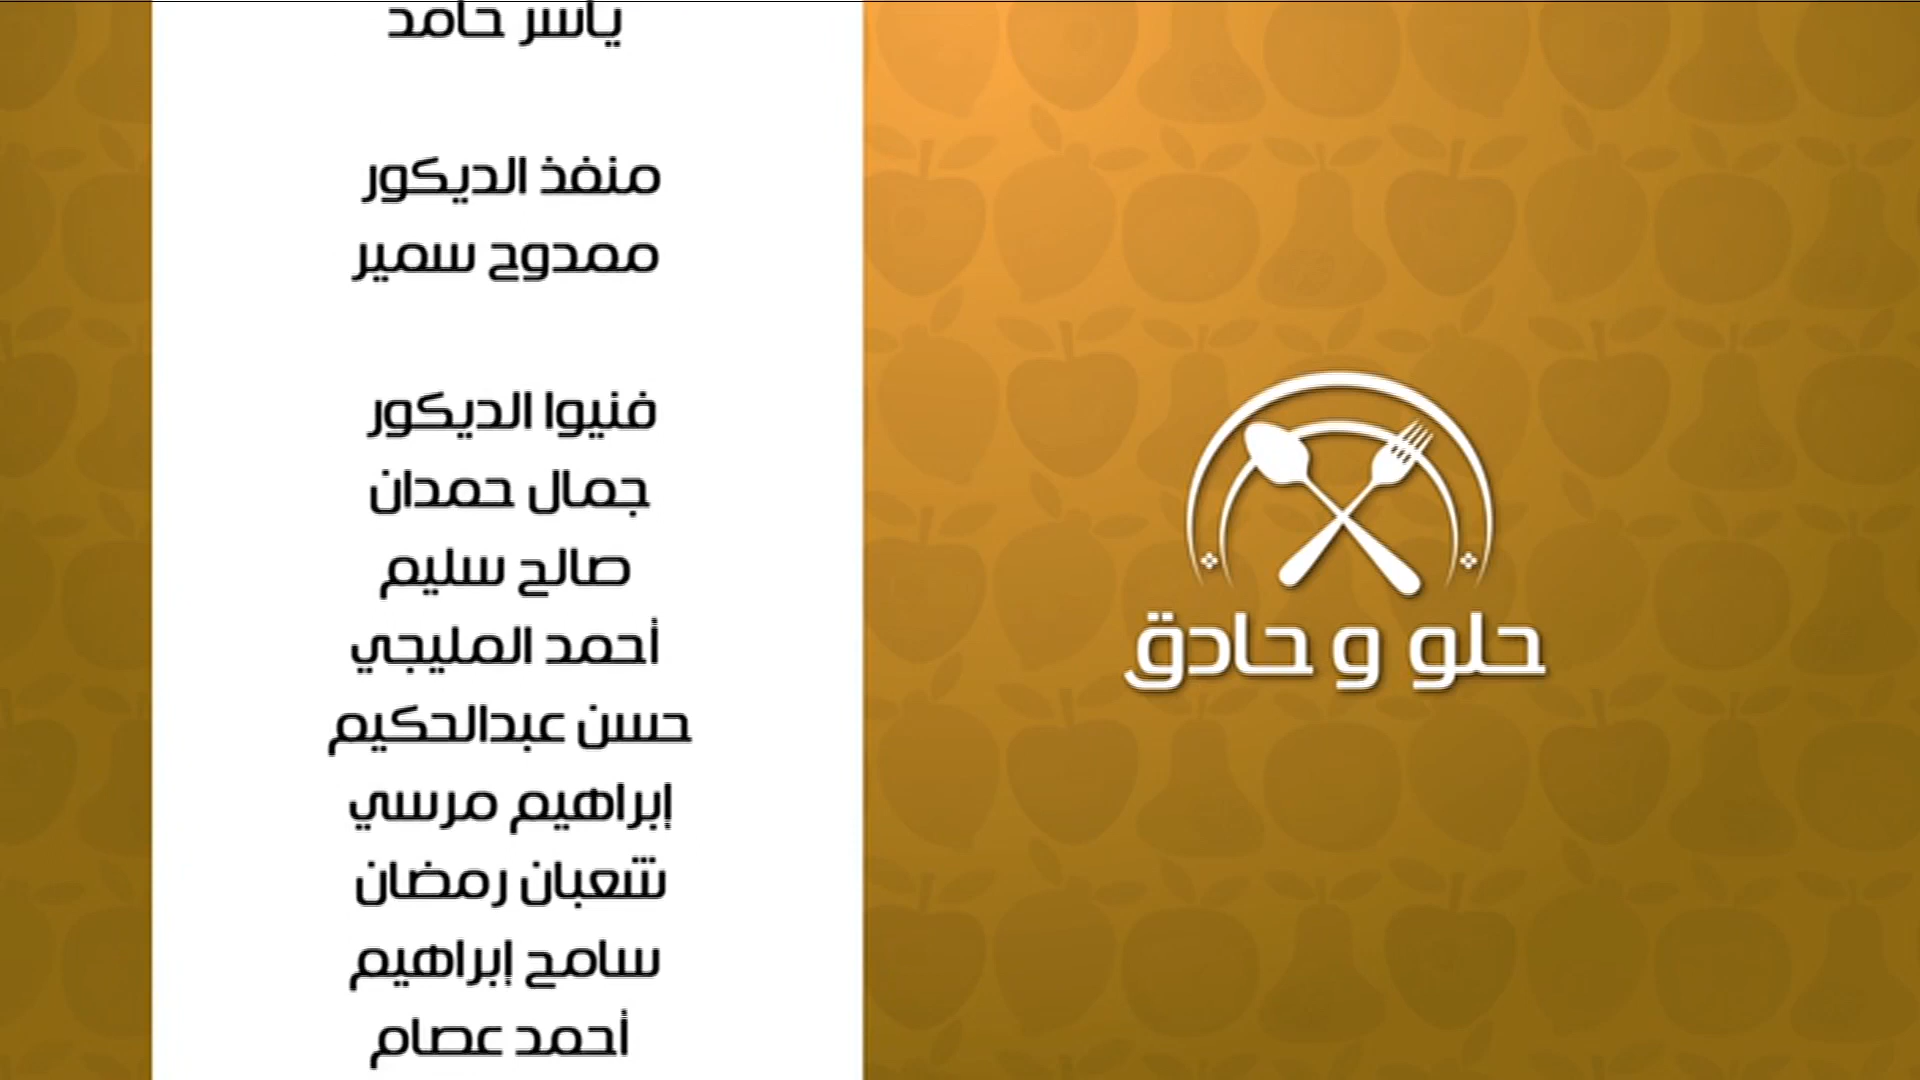 ياسر حامد
منفذ الديكور
ممدوح سمير
فنيوا الديكور
جمال حمدان
صالح سليم
أحمد المليجي
حسن عبدالحكيم
إبراهيم مرسي
شعبان رمضان
سامح إبراهيم
أحمد عصام
حلو و حادق